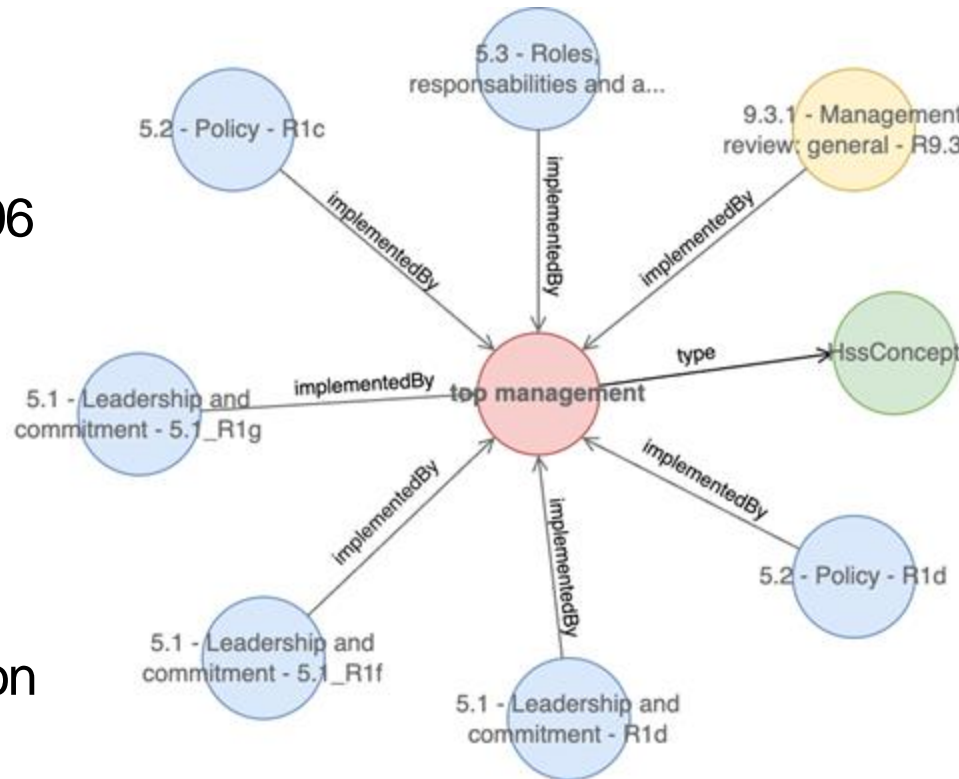 5.3 - Roles,
responsabilities and a...
5.2 - Policy - R1c
9.3.1 - Management
review: general - R9.3
implementedBy
implementedBy
implementedBy
06
type
HssConcept
implementedBy
top management
5.1 - Leadership and
commitment - 5.1_R1g
implementedBy
implementedBy
implementedBy
5.2 - Policy - R1d
5.1 - Leadership and
commitment - 5.1_R1f
on
5.1 - Leadership and
commitment - R1d